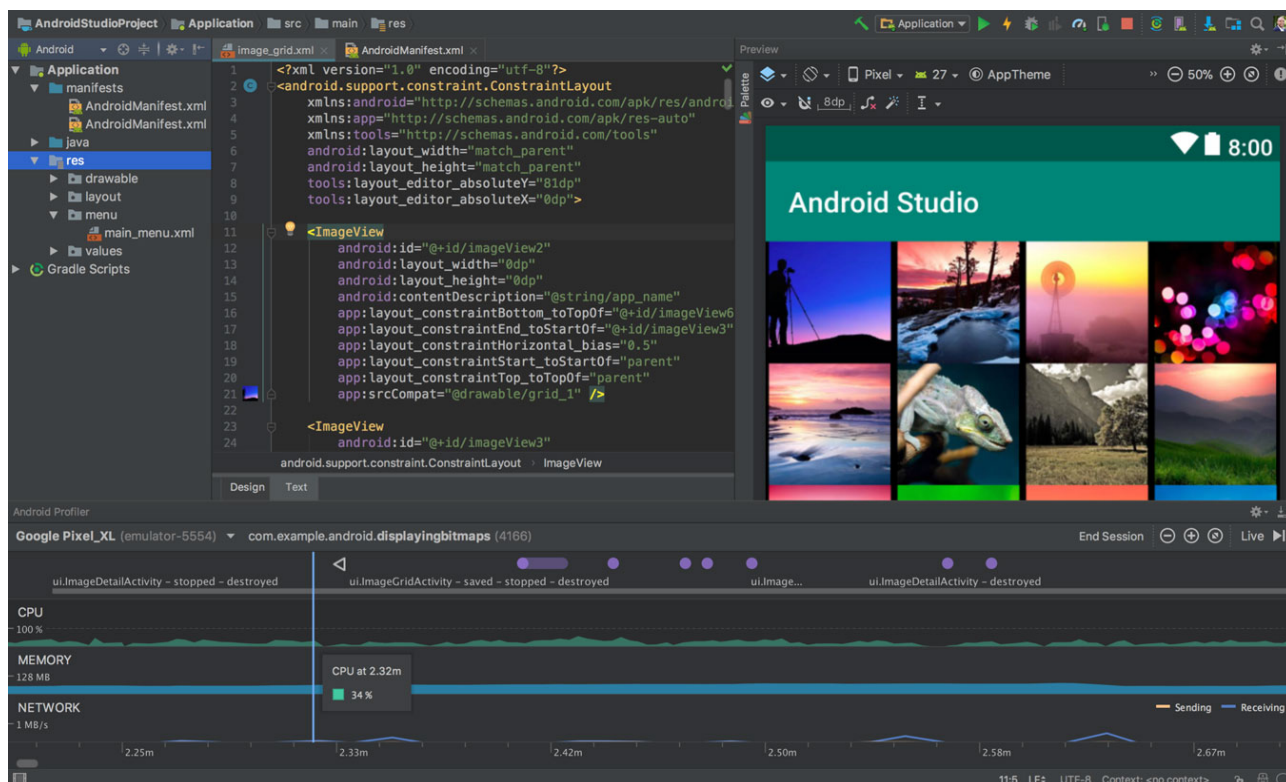 AndroidStudioProject Application src main res
Application
Android
image_grid.xml
AndroidManifest.xml
Application
manifests
AndroidManifest.xml
AndroidManifest.xml
java
res
drawable
layout
menu
main_menu.xml
values
Gradle Scripts
1 <?xml version="1.0" encoding="utf-8"?>
2 <android.support.constraint.ConstraintLayout
3 xmlns:android="http://schemas.android.com/apk/res/androi
4 xmlns:app="http://schemas.android.com/apk/res-auto"
5 xmlns:tools="http://schemas.android.com/tools"
6 android:layout_width="match_parent"
7 android:layout_height="match_parent"
8 tools:layout_editor_absoluteY="81dp"
9 tools:layout_editor_absoluteX="0dp">
10
11 <ImageView
12 android:id="@+id/imageView2"
13 android:layout_width="0dp"
14 android:layout_height="0dp"
15 android:contentDescription="@string/app_name"
16 app:layout_constraintBottom_toTopOf="@+id/imageView6
17 app:layout_constraintEnd_toStartOf="@+id/imageView3"
18 app:layout_constraintHorizontal_bias="0.5"
19 app:layout_constraintStart_toStartOf="parent"
20 app:layout_constraintTop_toTopOf="parent"
21 app:srcCompat="@drawable/grid_1" />
22
23 <ImageView
24 android:id="@+id/imageView3"
android.support.constraint.ConstraintLayout › ImageView
Design Text
Preview
Palette
Pixel 27 AppTheme » 50%
8dp
8:00
Android Studio
Android Profiler
Google Pixel_XL (emulator-5554) com.example.android.displayingbitmaps (4166) End Session Live
ui.ImageDetailActivity – stopped – destroyed
ui.ImageGridActivity – saved – stopped – destroyed
ui.Image...
ui.ImageDetailActivity – destroyed
CPU
100 %
MEMORY
128 MB
CPU at 2.32m
34 %
NETWORK
1 MB/s
Sending Receiving
2.25m 2.33m 2.42m 2.50m 2.58m 2.67m
11:5 LF UTF-8 Context: <no context>